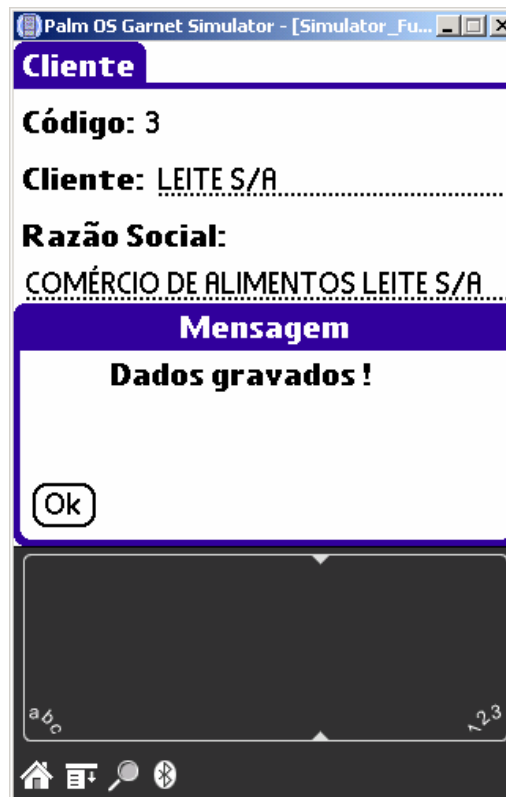 Palm OS Garnet Simulator - [Simulator_Fu...
Cliente
Código: 3
Cliente: LEITE S/A
Razão Social:
COMÉRCIO DE ALIMENTOS LEITE S/A
Mensagem
Dados gravados !
Ok
abc
123